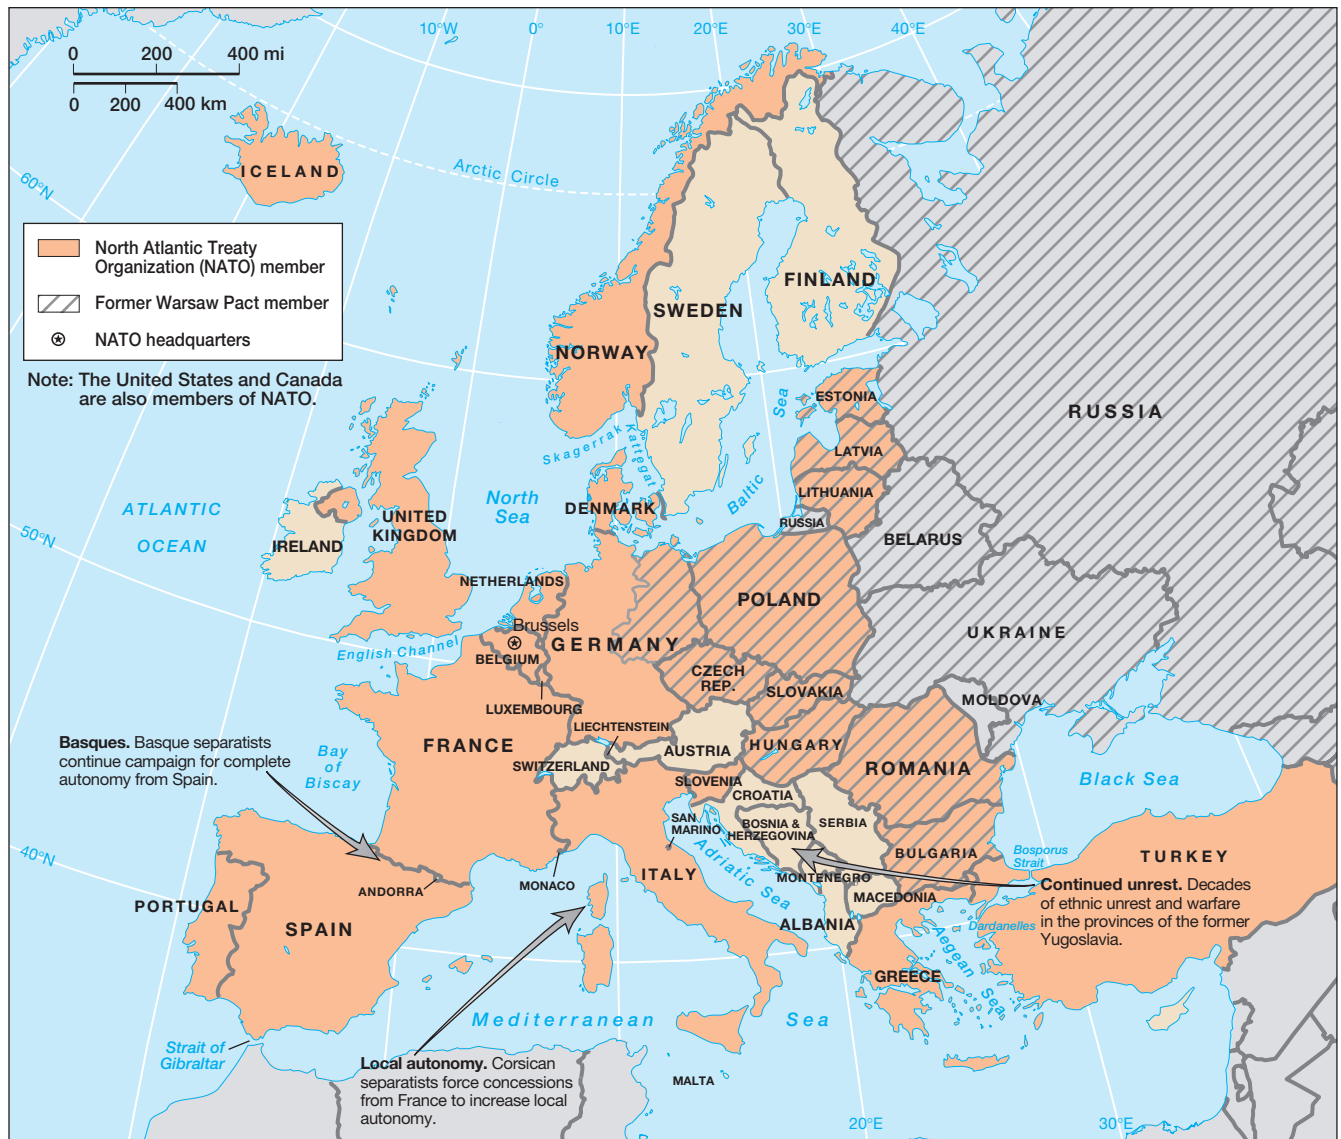 10°W
0°
10°E
20°E
30°E
40°E
0 200 400 mi
0 200 400 km
60°N
ICELAND
Arctic Circle
North Atlantic Treaty
Organization (NATO) member
Former Warsaw Pact member
NATO headquarters
Note: The United States and Canada
are also members of NATO.
FINLAND
SWEDEN
NORWAY
RUSSIA
ESTONIA
Baltic Sea
Skagerrak
Kattegat
LATVIA
LITHUANIA
RUSSIA
BELARUS
ATLANTIC
OCEAN
North
Sea
DENMARK
UNITED
KINGDOM
IRELAND
50°N
NETHERLANDS
POLAND
UKRAINE
Brussels
GERMANY
English Channel
BELGIUM
CZECH
REP.
SLOVAKIA
MOLDOVA
LUXEMBOURG
LIECHTENSTEIN
Basques. Basque separatists
continue campaign for complete
autonomy from Spain.
Bay
of
Biscay
FRANCE
SWITZERLAND
AUSTRIA
HUNGARY
ROMANIA
Black Sea
SLOVENIA
CROATIA
SAN
MARINO
BOSNIA &
HERZEGOVINA
SERBIA
BULGARIA
Bosporus
Strait
TURKEY
40°N
Adriatic Sea
ITALY
MONACO
ANDORRA
MONTENEGRO
MACEDONIA
Continued unrest. Decades
of ethnic unrest and warfare
in the provinces of the former
Yugoslavia.
PORTUGAL
SPAIN
ALBANIA
Dardanelles
Aegean Sea
GREECE
Mediterranean Sea
Strait of
Gibraltar
Local autonomy. Corsican
separatists force concessions
from France to increase local
autonomy.
MALTA
20°E
30°E